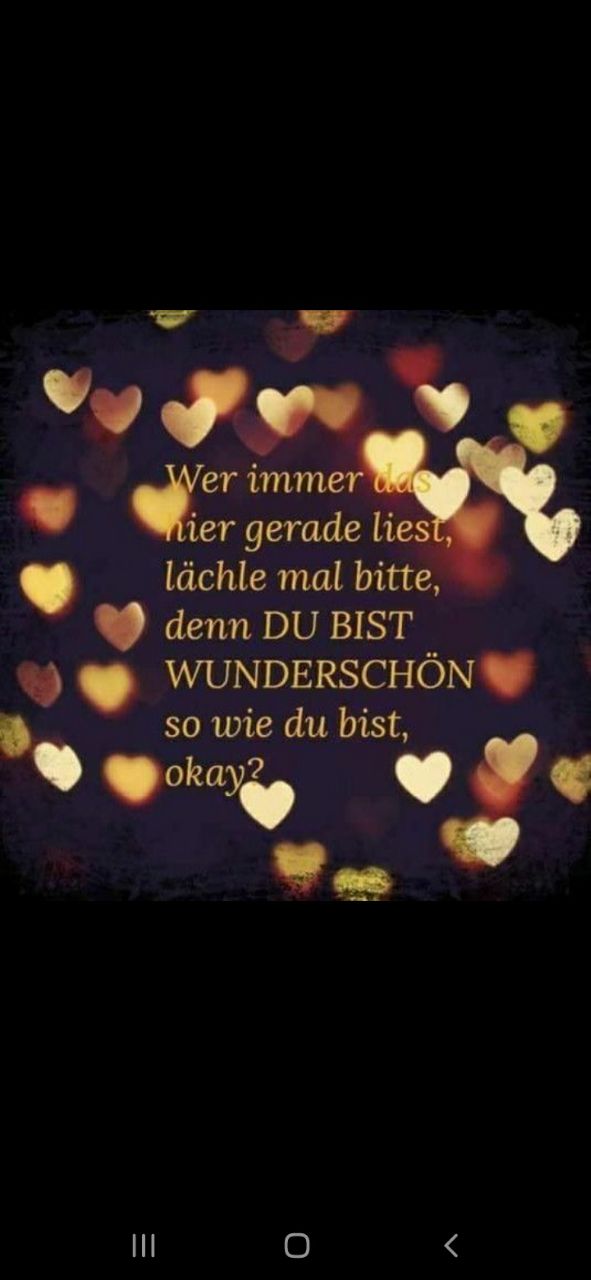 Wer immer das
hier gerade liest,
lächle mal bitte,
denn DU BIST
WUNDERSCHÖN
so wie du bist,
okay?